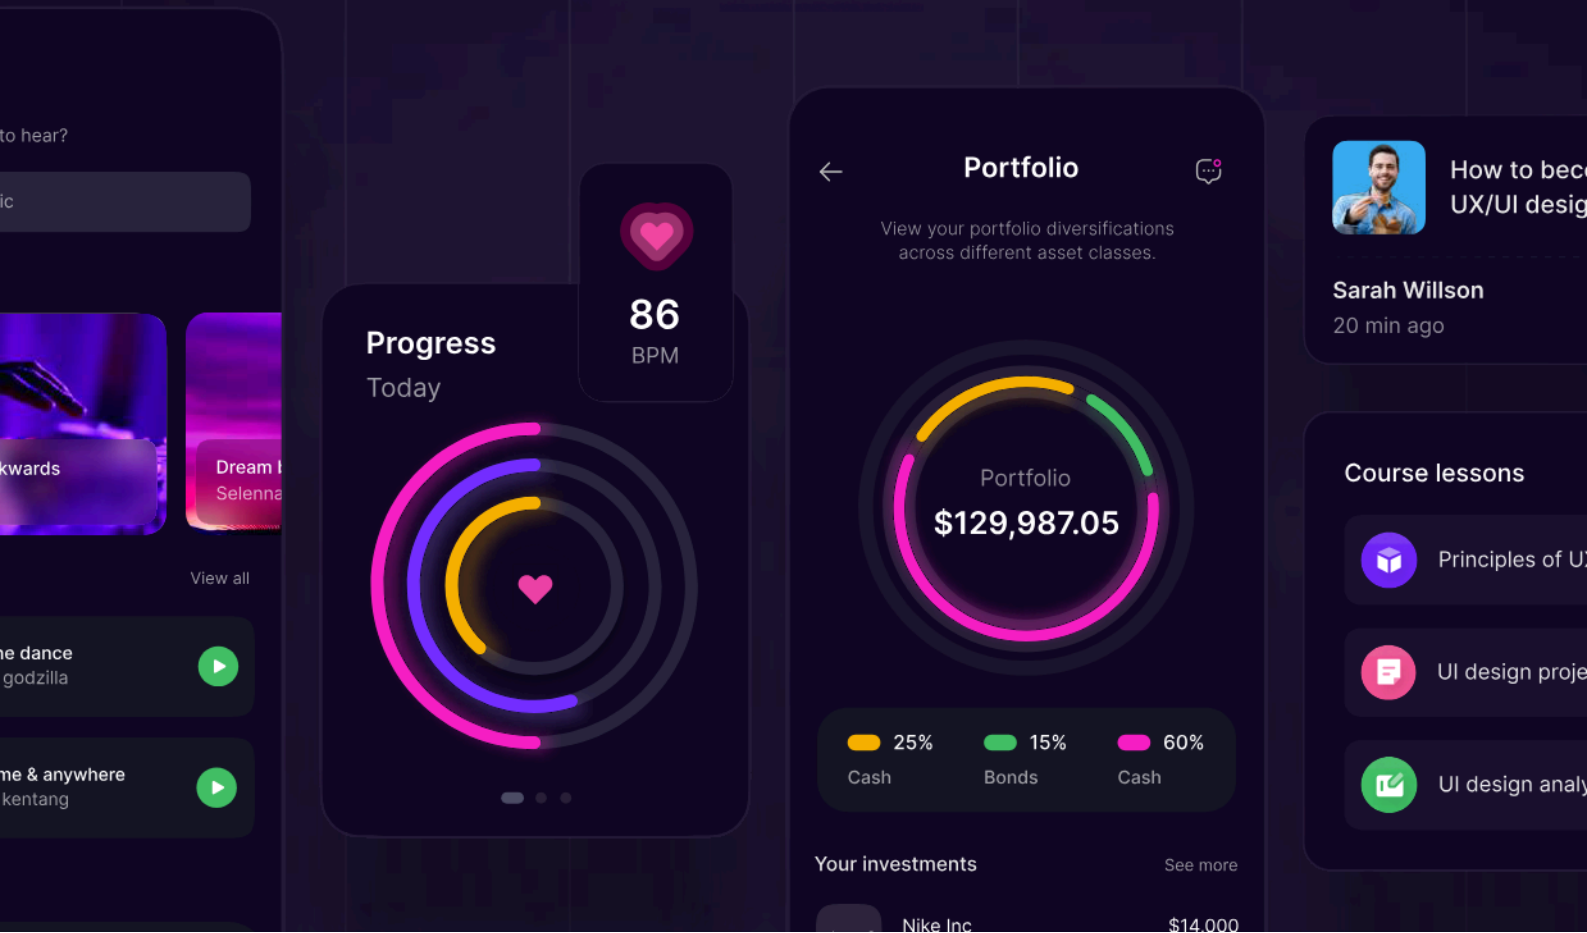 to hear?
ic
kwards
Dream b
Selenna
View all
ne dance
godzilla
me & anywhere
kentang
86
BPM
Progress
Today
Portfolio
View your portfolio diversifications
across different asset classes.
Portfolio
$129,987.05
25%
15%
60%
Cash
Bonds
Cash
Your investments
See more
Nike Inc
$14,000
How to beco
UX/UI desig
Sarah Willson
20 min ago
Course lessons
Principles of UX
UI design proje
UI design analy